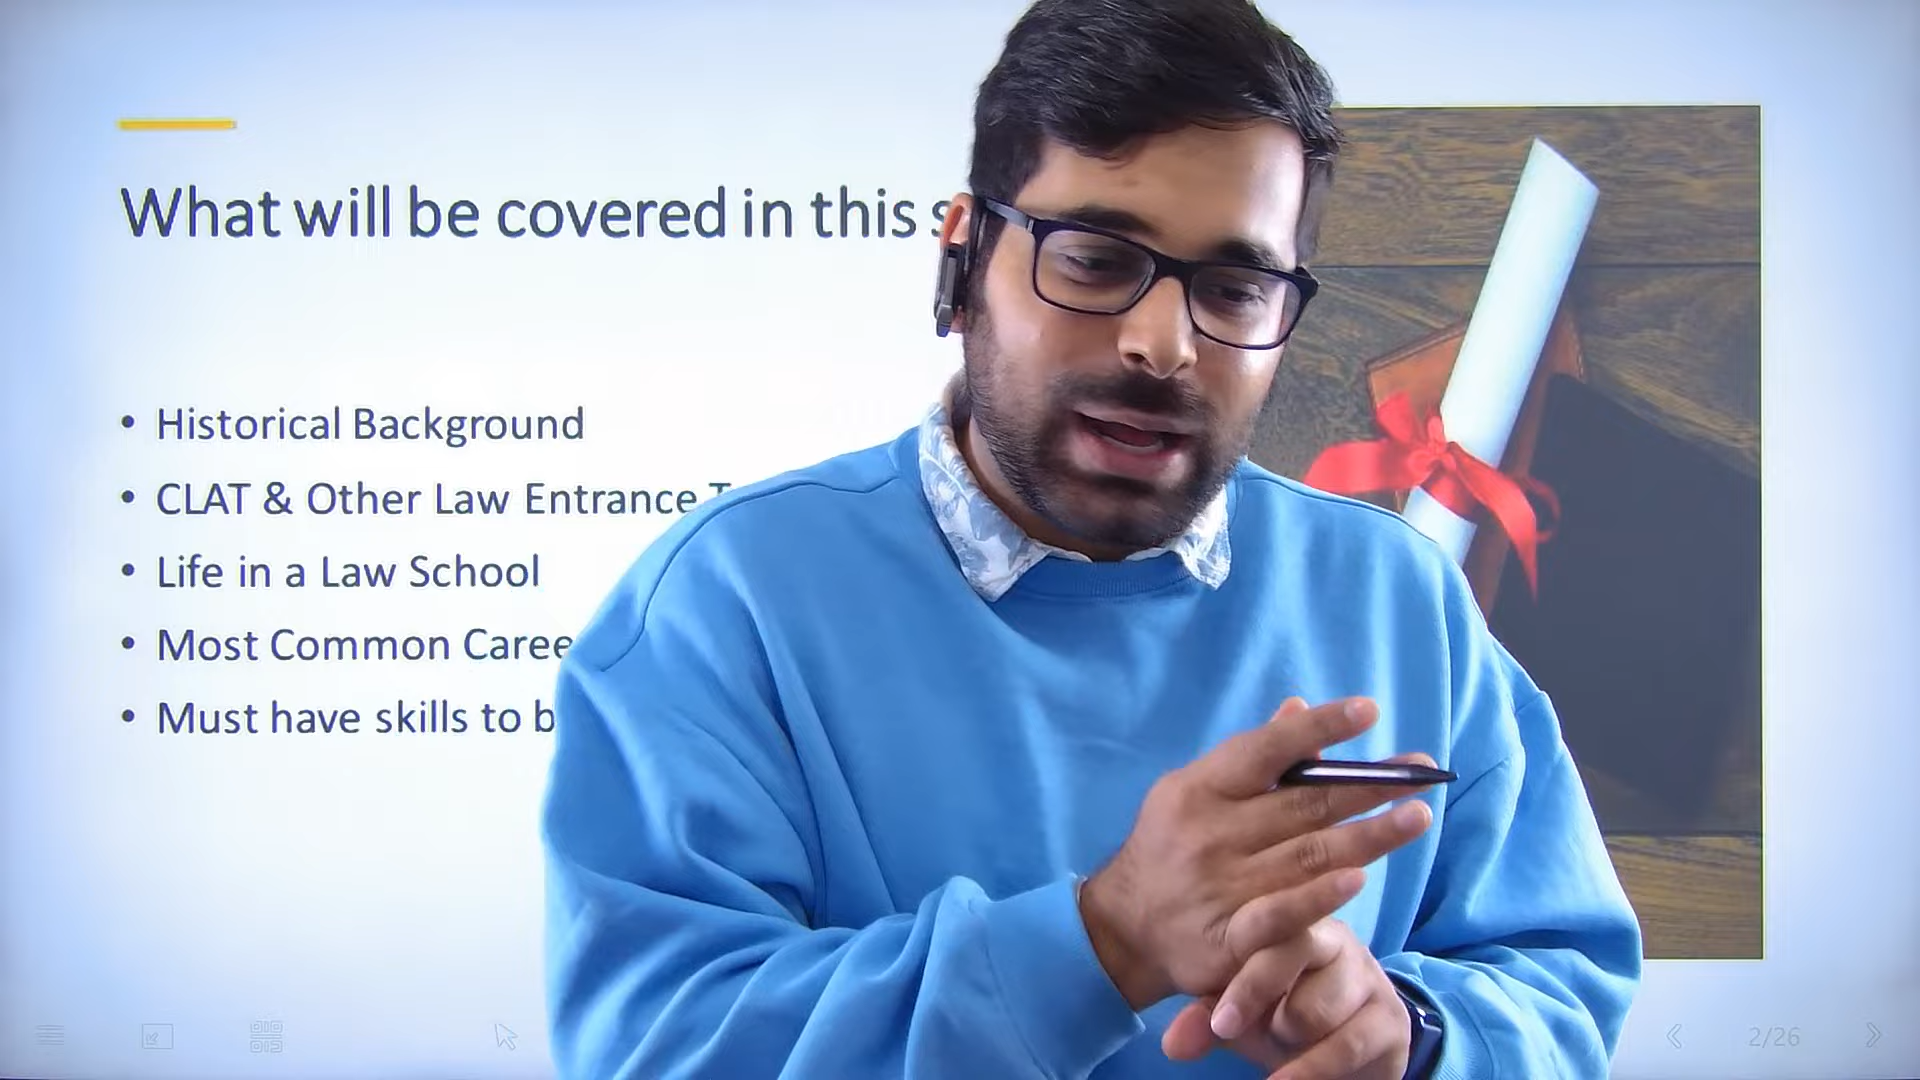 What will be covered in this
• Historical Background
• CLAT & Other Law Entrance
• Life in a Law School
• Most Common
• Must have skills to
2/26